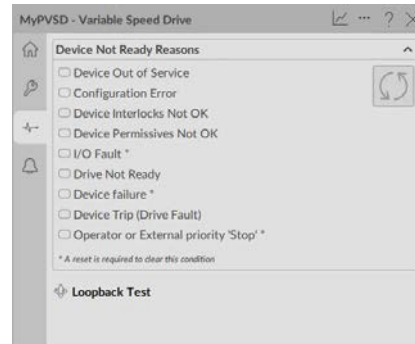 MyPVSD - Variable Speed Drive
Device Not Ready Reasons
Device Out of Service
Configuration Error
Device Interlocks Not OK
Device Permissives Not OK
I/O Fault *
Drive Not Ready
Device failure *
Device Trip (Drive Fault)
Operator or External priority 'Stop' *
* A reset is required to clear this condition
Loopback Test